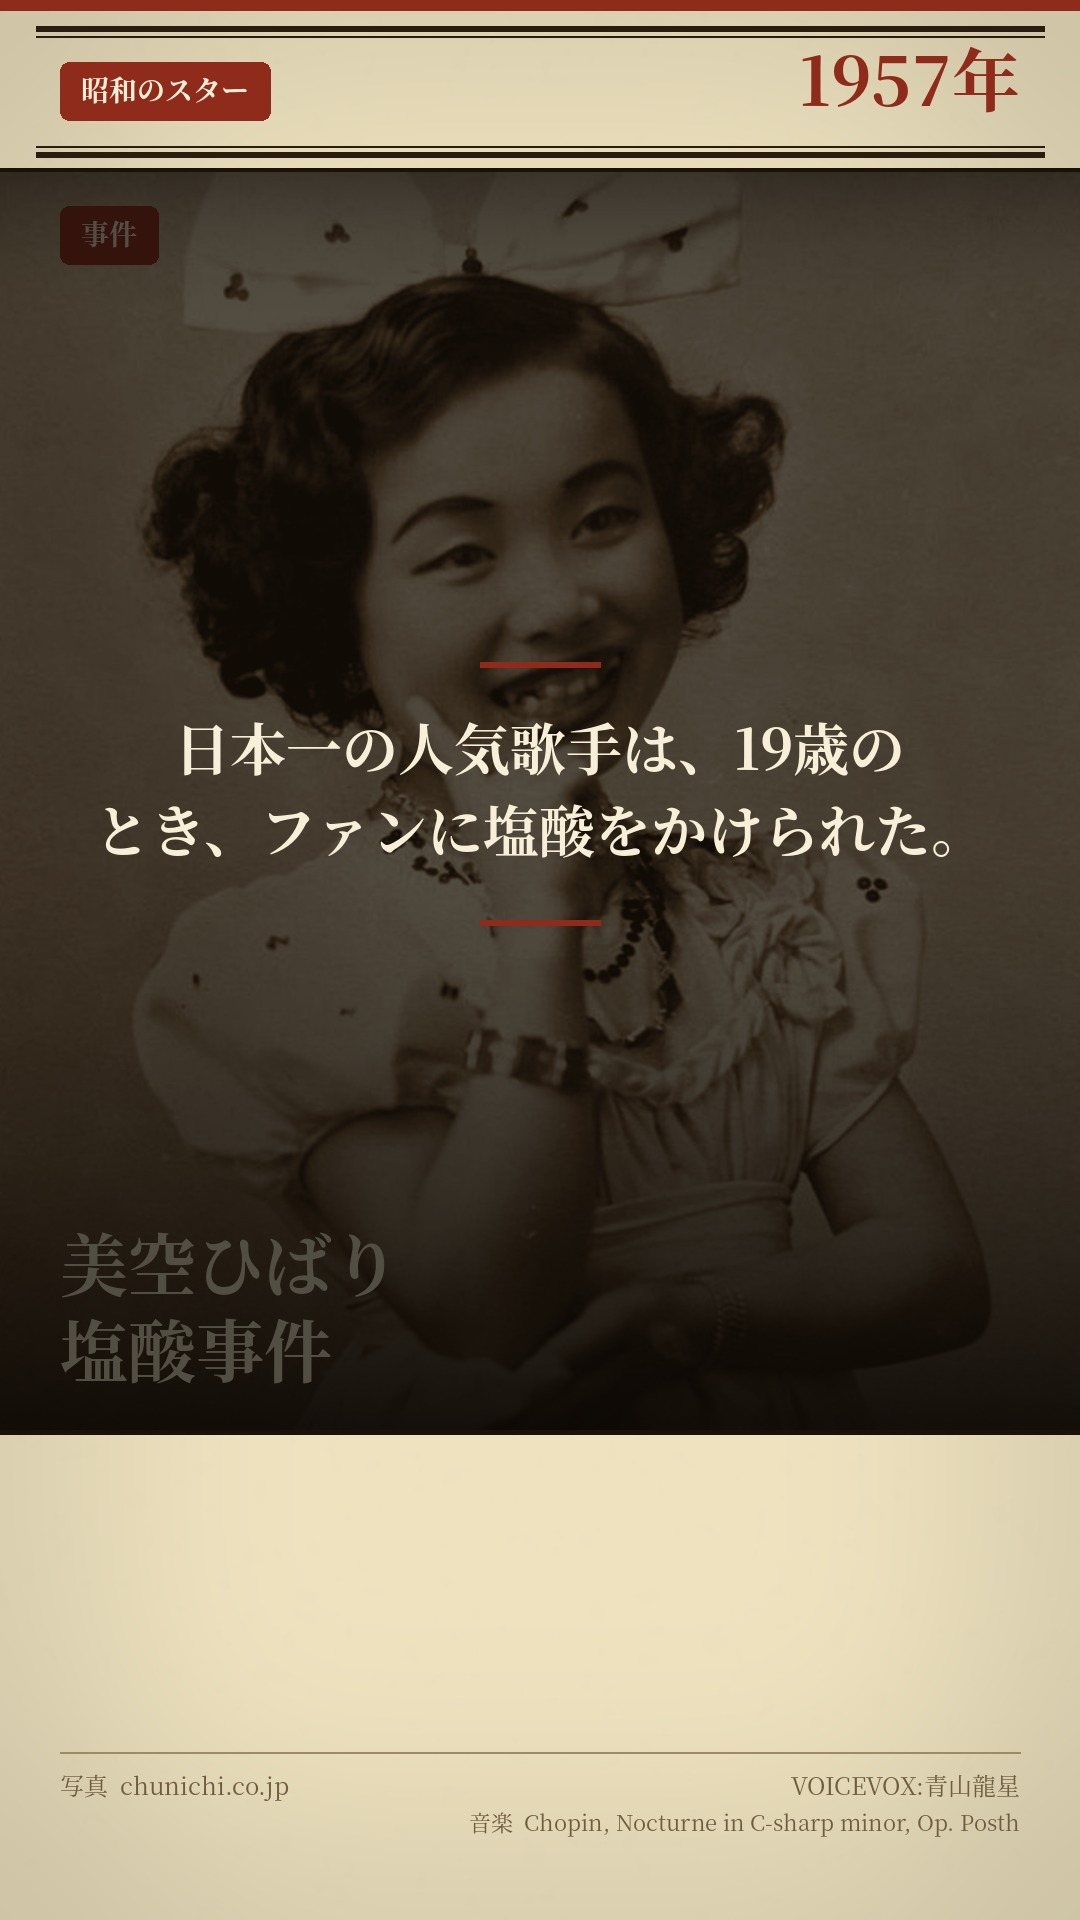 昭和のスター
1957年
事件
日本一の人気歌手は、19歳の
とき、ファンに塩酸をかけられた。
美空ひばり
塩酸事件
写真 chunichi.co.jp
VOICEVOX:青山龍星
音楽 Chopin, Nocturne in C-sharp minor, Op. Posth